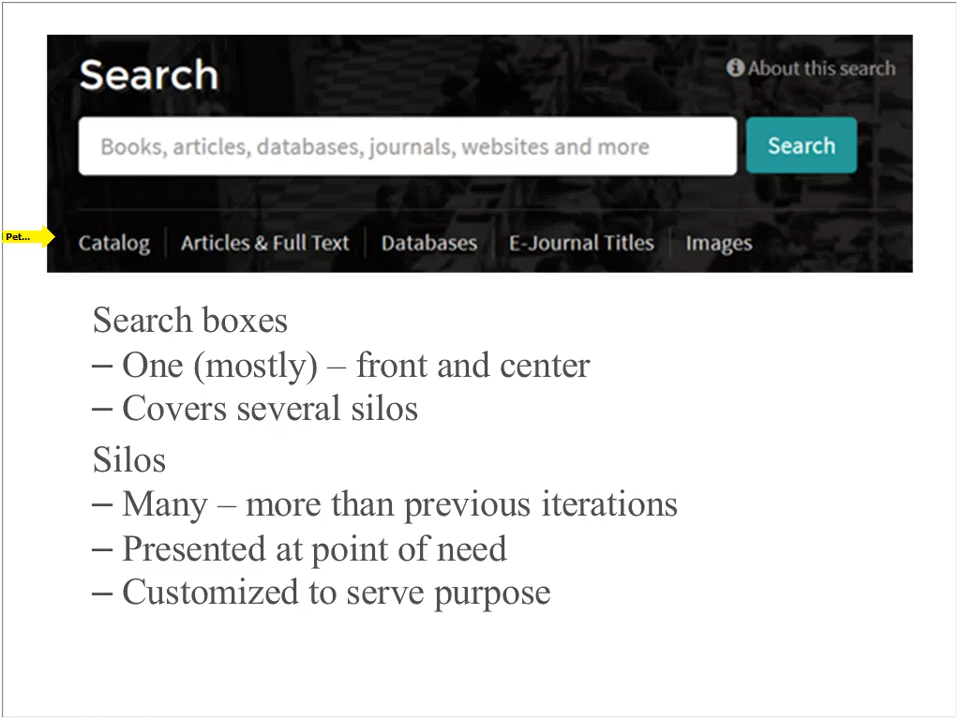 Search
About this search
Books, articles, databases, journals, websites and more
Search
Pet...
Catalog Articles & Full Text Databases E-Journal Titles Images
Search boxes
– One (mostly) – front and center
– Covers several silos
Silos
– Many – more than previous iterations
– Presented at point of need
– Customized to serve purpose